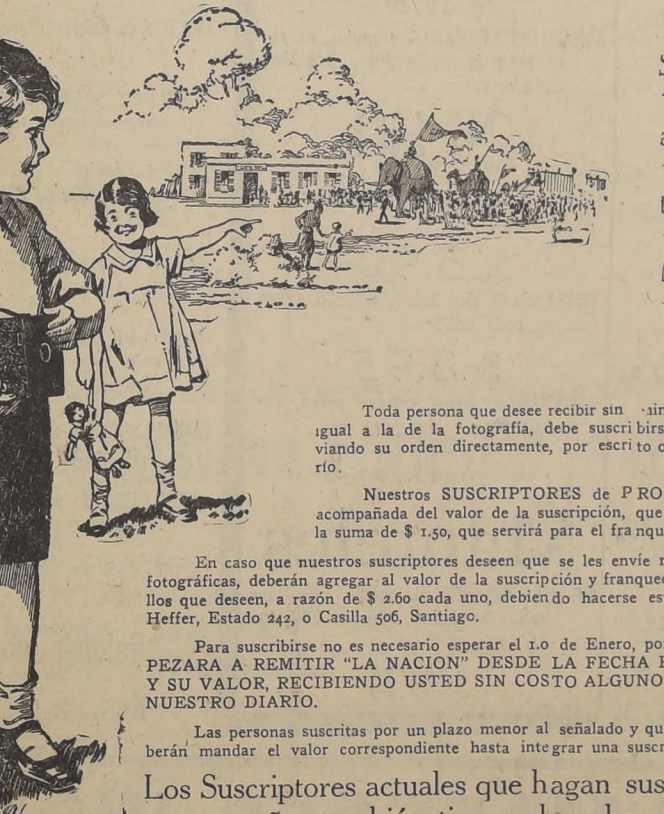 Toda persona que desee recibir sin
igual a la de la fotografía, debe suscribirs
viando su orden directamente, por escrito o
rio.
Nuestros SUSCRIPTORES de PRO
acompañada del valor de la suscripción, que
la suma de $ 1.50, que servirá para el franqu
En caso que nuestros suscriptores deseen que se les envíe
fotográficas, deberán agregar al valor de la suscripción y franque
llos que deseen, a razón de $ 2.60 cada uno, debiendo hacerse es
Heffer, Estado 242, o Casilla 506, Santiago.
Para suscribirse no es necesario esperar el 1.o de Enero, po
PEZARA A REMITIR "LA NACION" DESDE LA FECHA
Y SU VALOR, RECIBIENDO USTED SIN COSTO ALGUNO
NUESTRO DIARIO.
Las personas suscritas por un plazo menor al señalado y qu
berán mandar el valor correspondiente hasta integrar una suscr
Los Suscriptores actuales que hagan sus